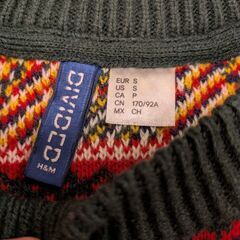 DIVIDED
H&M
EUR S
US S
CA P
CN 170/92A
MX CH